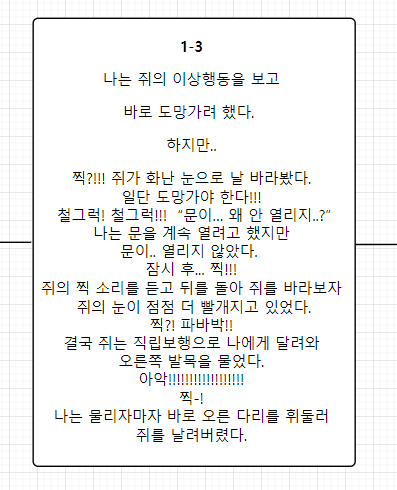 1-3
나는 쥐의 이상행동을 보고
바로 도망가려 했다.
하지만..
찍?!!! 쥐가 화난 눈으로 날 바라봤다.
일단 도망가야 한다!!!
철그럭! 철그럭!!! “문이... 왜 안 열리지..?”
나는 문을 계속 열려고 했지만
문이.. 열리지 않았다.
잠시 후... 찍!!!
쥐의 찍 소리를 듣고 뒤를 돌아 쥐를 바라보자
쥐의 눈이 점점 더 빨개지고 있었다.
찍?! 파바박!!
결국 쥐는 직립보행으로 나에게 달려와
오른쪽 발목을 물었다.
아악!!!!!!!!!!!!!!!!!!
찍-!
나는 물리자마자 바로 오른 다리를 휘둘러
쥐를 날려버렸다.